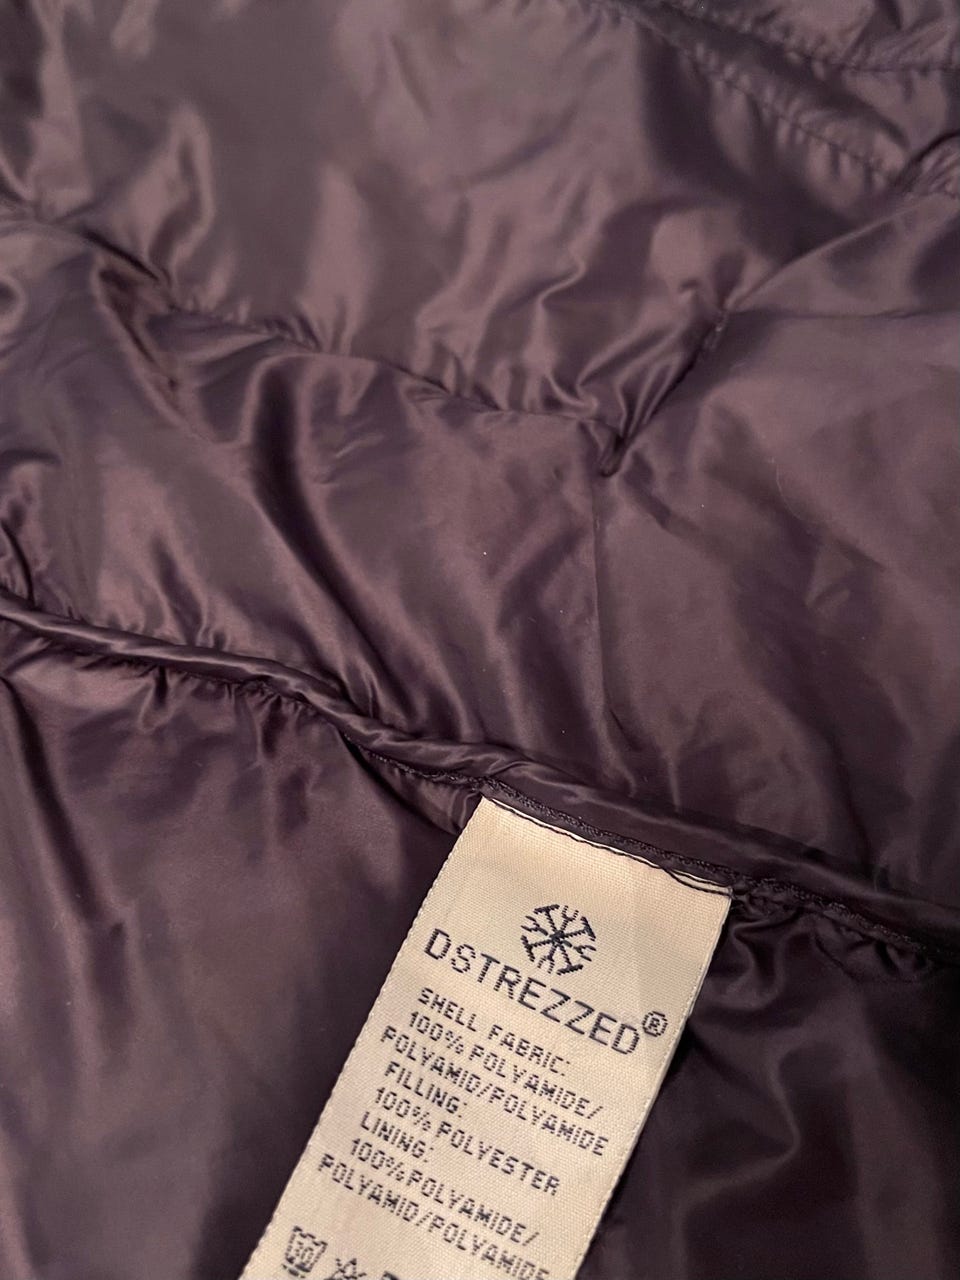 DSTREZZED®
SHELL FABRIC:
100% POLYAMIDE/
POLYAMID/POLYAMIDE
FILLING:
100% POLYESTER
LINING:
100%POLYAMIDE/
POLYAMID/POLYAMIDE